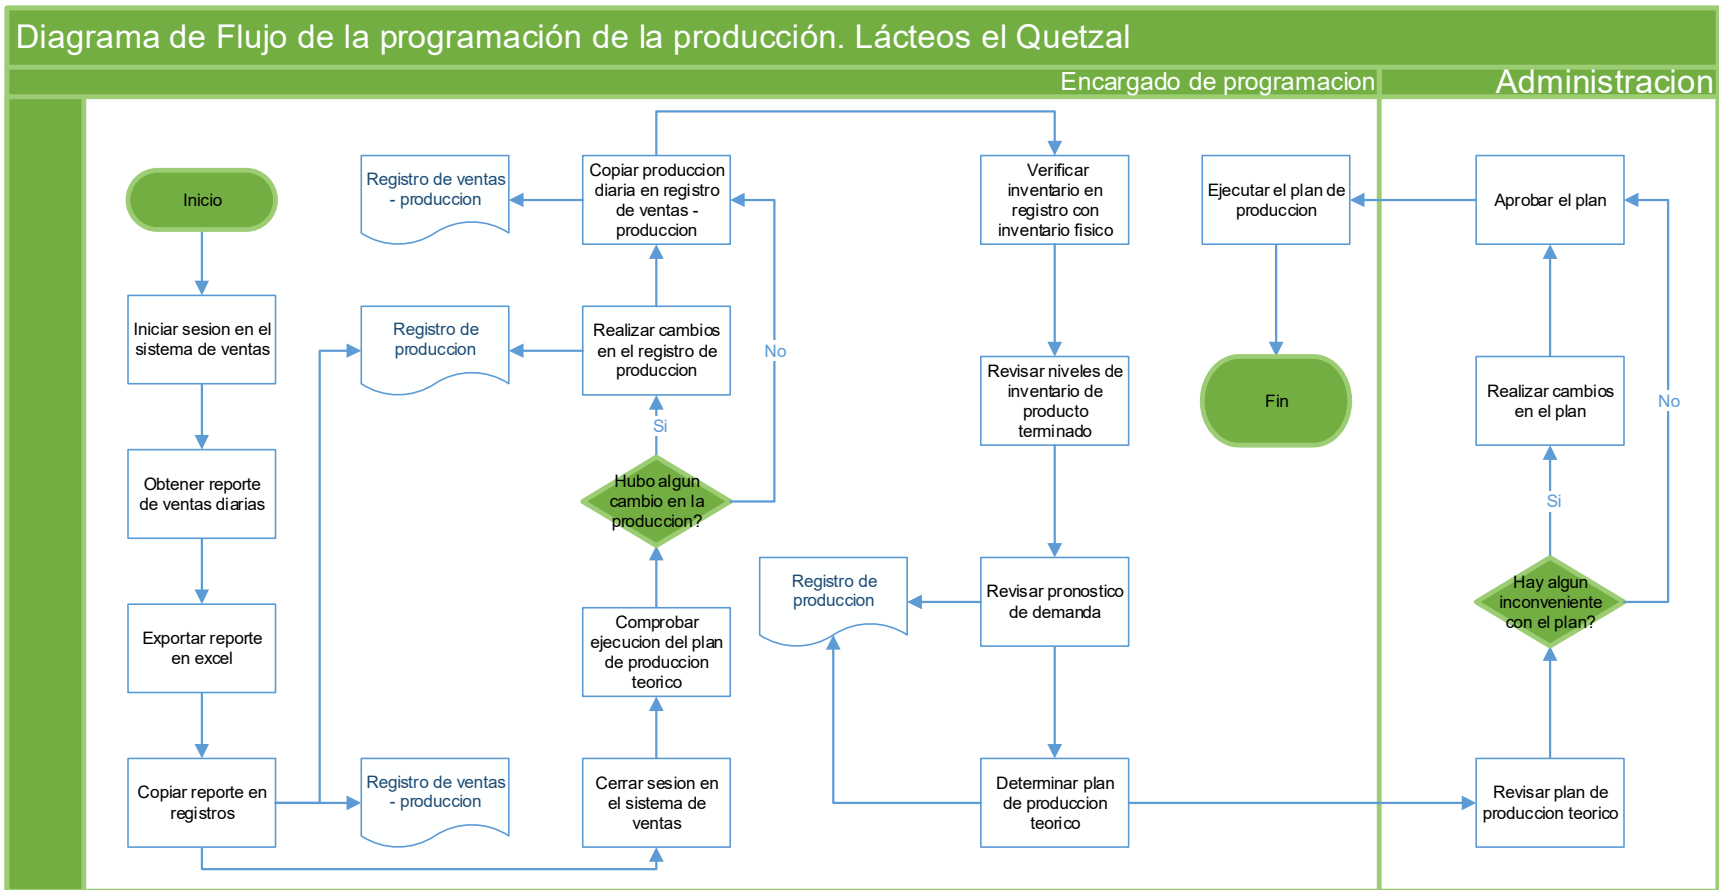 Diagrama de Flujo de la programación de la producción. Lácteos el Quetzal
Encargado de programacion
Administracion
Inicio
Iniciar sesion en el
sistema de ventas
Obtener reporte
de ventas diarias
Exportar reporte
en excel
Copiar reporte en
registros
Registro de ventas
- produccion
Registro de
produccion
Registro de ventas
- produccion
Copiar produccion
diaria en registro
de ventas -
produccion
Realizar cambios
en el registro de
produccion
Si
No
Hubo algun
cambio en la
produccion?
Comprobar
ejecucion del plan
de produccion
teorico
Cerrar sesion en
el sistema de
ventas
Verificar
inventario en
registro con
inventario fisico
Revisar niveles de
inventario de
producto
terminado
Registro de
produccion
Revisar pronostico
de demanda
Determinar plan
de produccion
teorico
Ejecutar el plan de
produccion
Fin
Aprobar el plan
Realizar cambios
en el plan
No
Si
Hay algun
inconveniente
con el plan?
Revisar plan de
produccion teorico